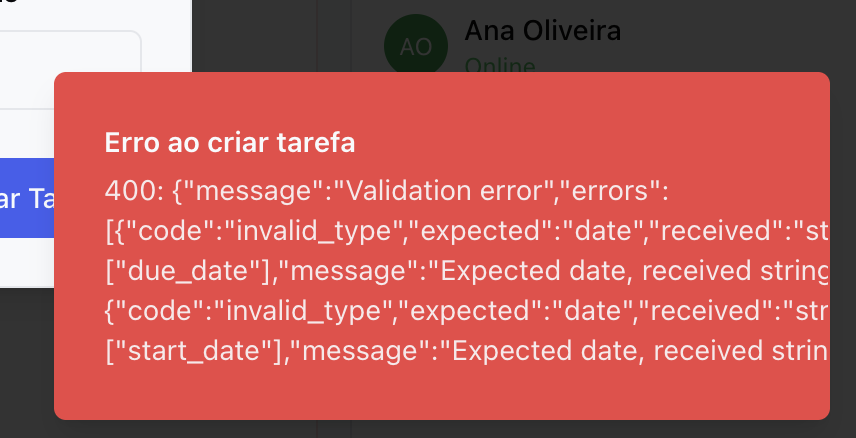 AO
Ana Oliveira
Online
Erro ao criar tarefa
400: {"message":"Validation error","errors":
[{"code":"invalid_type","expected":"date","received":"st
["due_date"],"message":"Expected date, received string
{"code":"invalid_type","expected":"date","received":"str
["start_date"],"message":"Expected date, received strin
ar Ta